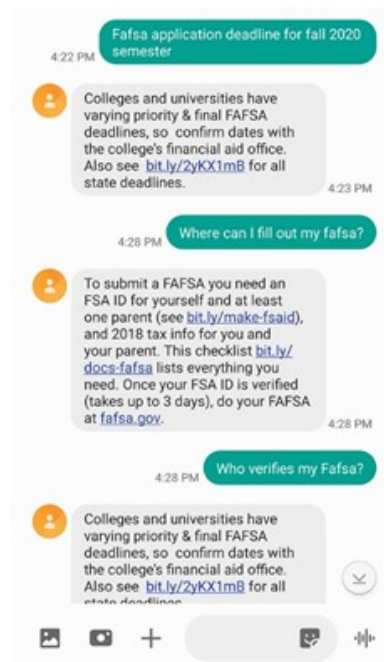 Fafsa application deadline for fall 2020
semester
4:22 PM
Colleges and universities have
varying priority & final FAFSA
deadlines, so confirm dates with
the college's financial aid office.
Also see bit.ly/2yKX1mB for all
state deadlines.
4:23 PM
Where can I fill out my fafsa?
4:28 PM
To submit a FAFSA you need an
FSA ID for yourself and at least
one parent (see bit.ly/make-fsaid),
and 2018 tax info for you and
your parent. This checklist bit.ly/
docs-fafsa lists everything you
need. Once your FSA ID is verified
(takes up to 3 days), do your FAFSA
at fafsa.gov.
4:28 PM
Who verifies my Fafsa?
4:28 PM
Colleges and universities have
varying priority & final FAFSA
deadlines, so confirm dates with
the college's financial aid office.
Also see bit.ly/2yKX1mB for all
state deadlines